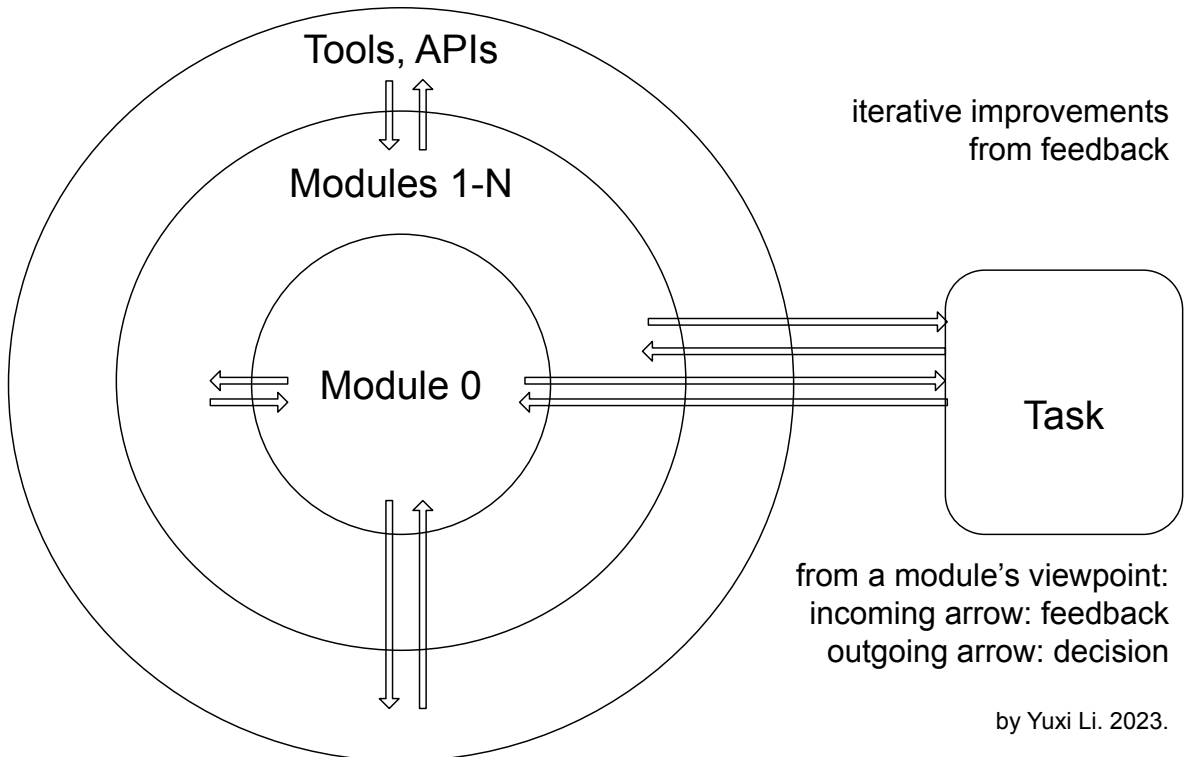 Tools, APIs
iterative improvements
from feedback
Modules 1-N
Module 0
Task
from a module’s viewpoint:
incoming arrow: feedback
outgoing arrow: decision
by Yuxi Li. 2023.